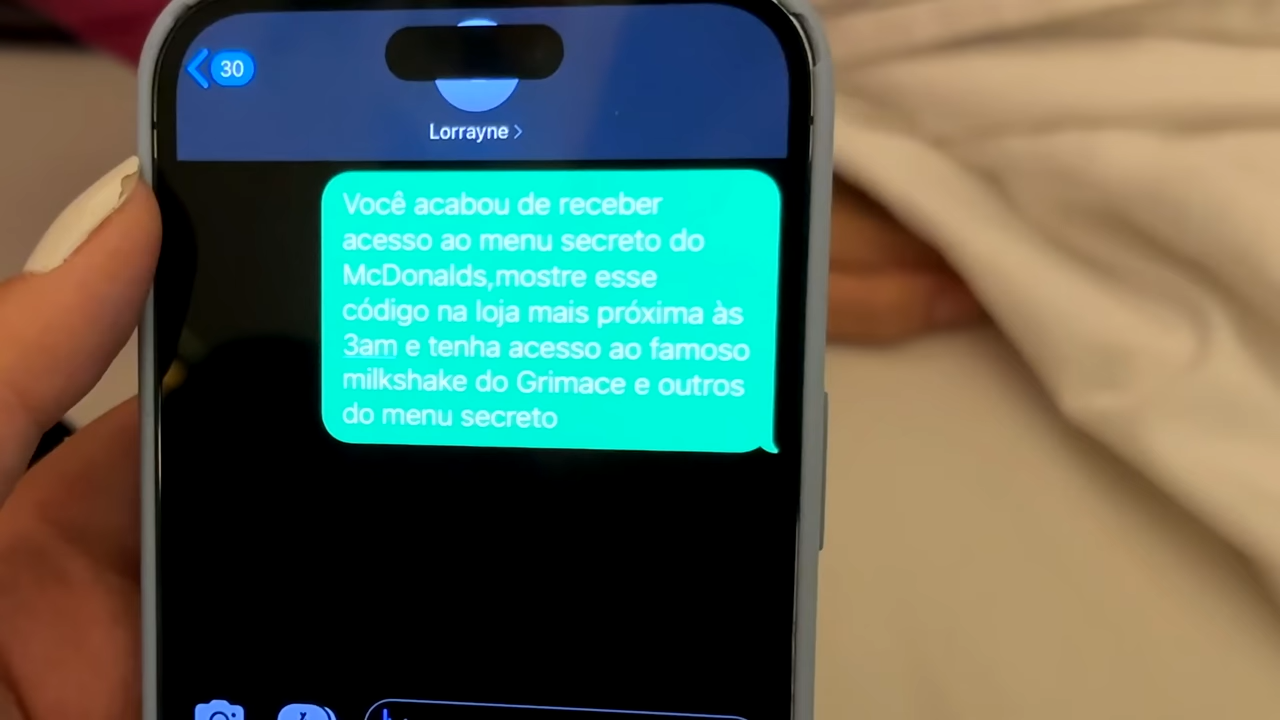 30
Lorrayne >
Você acabou de receber
acesso ao menu secreto do
McDonalds,mostre esse
código na loja mais próxima às
3am e tenha acesso ao famoso
milkshake do Grimace e outros
do menu secreto